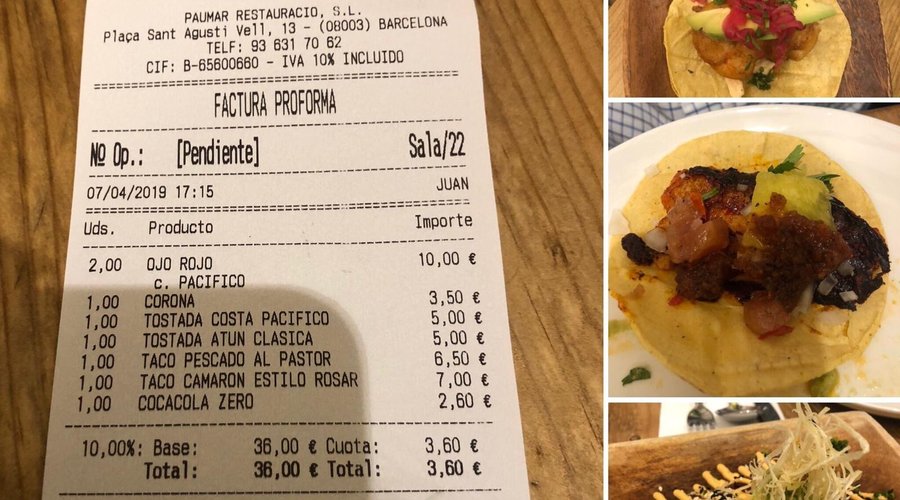 PAUMAR RESTAURACIO, S.L.
Plaça Sant Agusti Vell, 13 - (08003) BARCELONA
TELF: 93 631 70 62
CIF: B-65600660 - IVA 10% INCLUIDO
FACTURA PROFORMA
Nº Op.: [Pendiente] Sala/22
07/04/2019 17:15 JUAN
Uds. Producto Importe
2,00 OJO ROJO 10,00 €
c. PACIFICO
1,00 CORONA 3,50 €
1,00 TOSTADA COSTA PACIFICO 5,00 €
1,00 TOSTADA ATUN CLASICA 5,00 €
1,00 TACO PESCADO AL PASTOR 6,50 €
1,00 TACO CAMARON ESTILO ROSAR 7,00 €
1,00 COCACOLA ZERO 2,60 €
10,00%: Base: 36,00 € Cuota: 3,60 €
Total: 36,00 € Total: 3,60 €